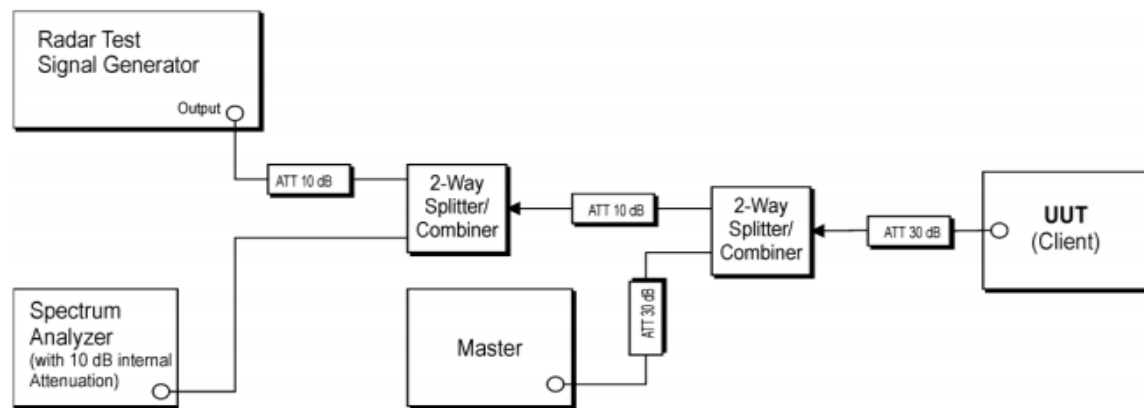 Radar Test
Signal Generator
Output
ATT 10 dB
2-Way
Splitter/
Combiner
ATT 10 dB
2-Way
Splitter/
Combiner
ATT 30 dB
UUT
(Client)
Spectrum
Analyzer
(with 10 dB internal
Attenuation)
Master
ATT 30 dB